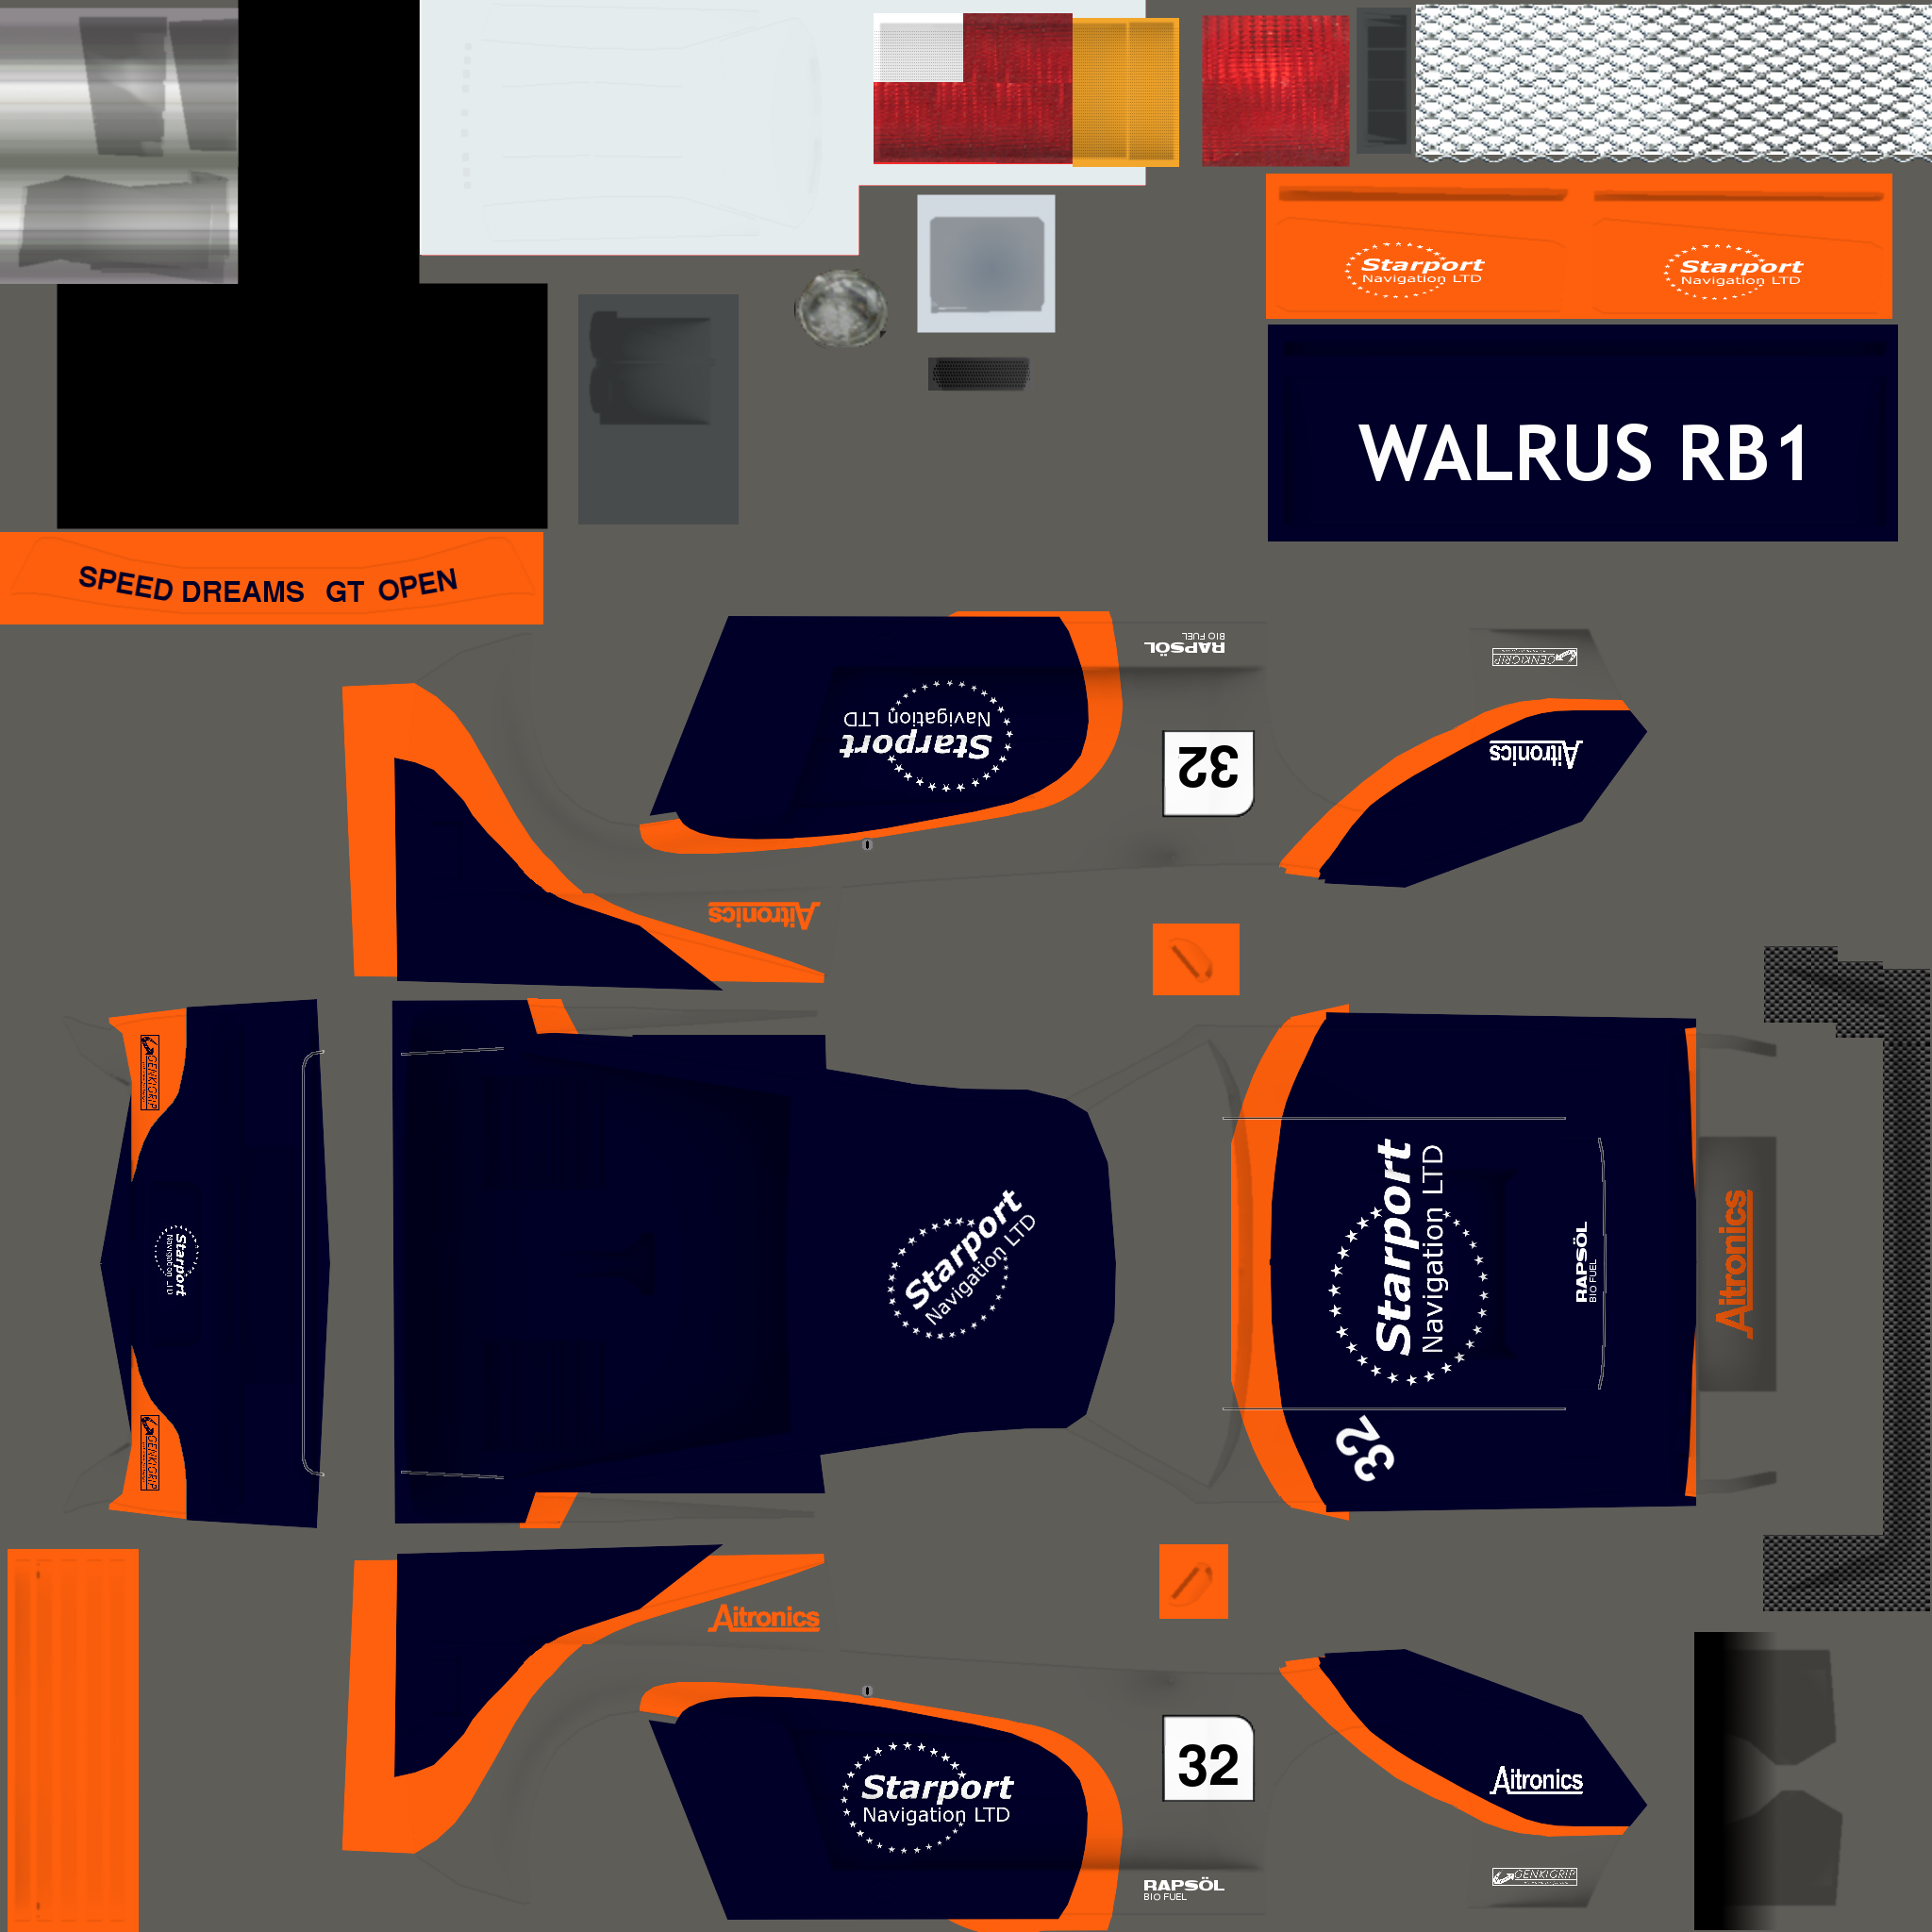 Starport
Navigation LTD
Starport
Navigation LTD
WALRUS RB1
SPEED DREAMS GT OPEN
RAPSÖL
BIO FUEL
GENKIGRIP
Starport
Navigation LTD
32
Aitronics
Aitronics
GENKIGRIP
Starport
Navigation LTD
Starport
Navigation LTD
Starport
Navigation LTD
RAPSÖL
BIO FUEL
Aitronics
32
GENKIGRIP
Aitronics
32
Starport
Navigation LTD
Aitronics
RAPSÖL
BIO FUEL
GENKIGRIP